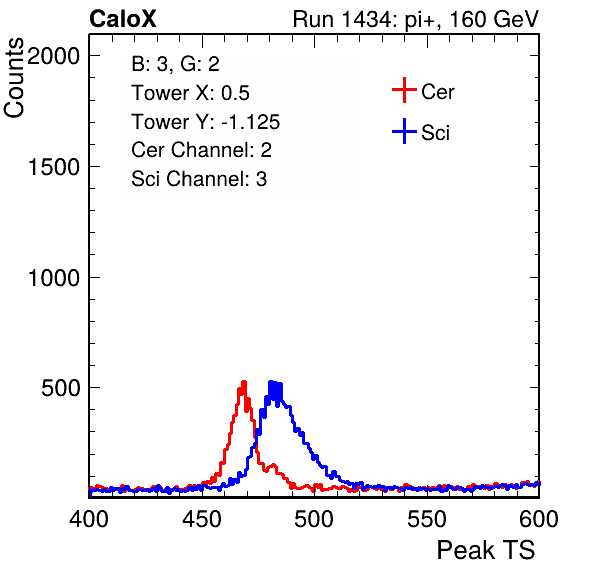 CaloX Run 1434: pi+, 160 GeV
Counts
2000
1500
1000
500
B: 3, G: 2
Tower X: 0.5
Tower Y: -1.125
Cer Channel: 2
Sci Channel: 3
Cer
Sci
400 450 500 550 600
Peak TS